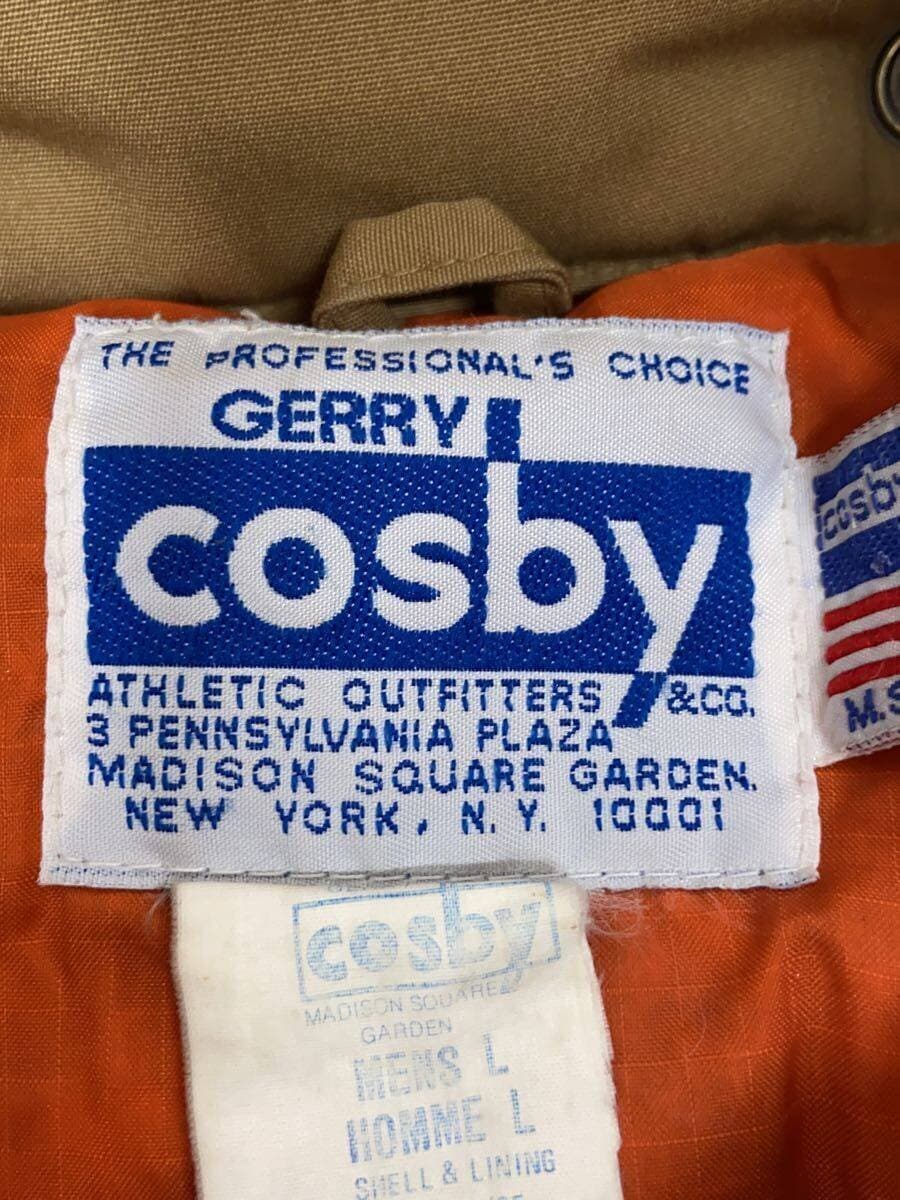 THE PROFESSIONAL'S CHOICE
GERRY
cosby
ATHLETIC OUTFITTERS &CO.
3 PENNSYLVANIA PLAZA
MADISON SQUARE GARDEN.
NEW YORK, N.Y. 10001
cosby
M.S
cosby
MADISON SQUARE
GARDEN
MENS L
HOMME L
SHELL & LINING